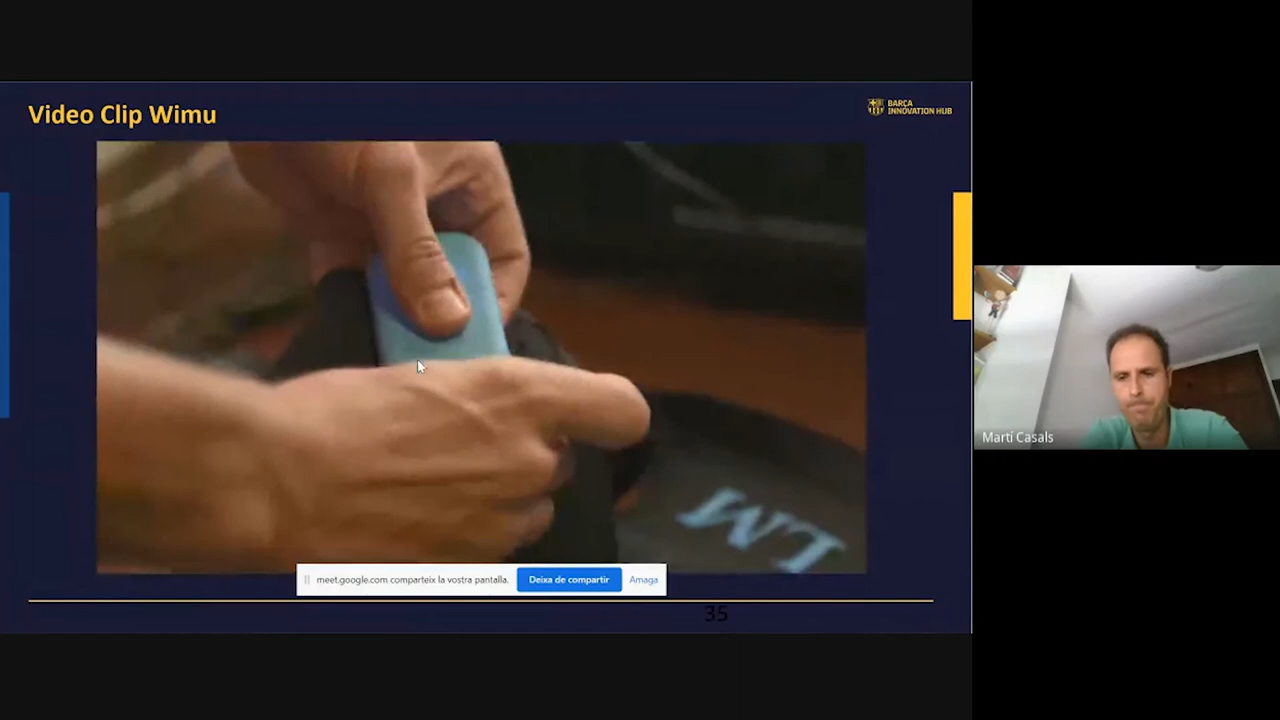 Video Clip Wimu
BARÇA
INNOVATION HUB
LM
meet.google.com comparteix la vostra pantalla.
Deixa de compartir
Amaga
35
Martí Casals